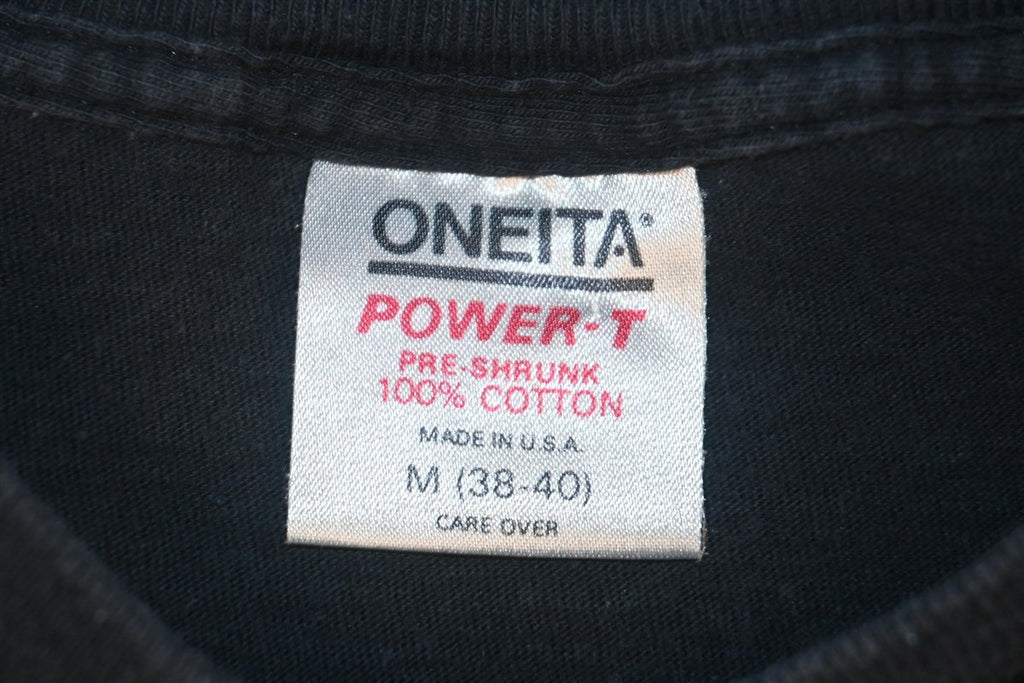 ONEITA®
POWER-T
PRE-SHRUNK
100% COTTON
MADE IN U.S.A.
M (38-40)
CARE OVER